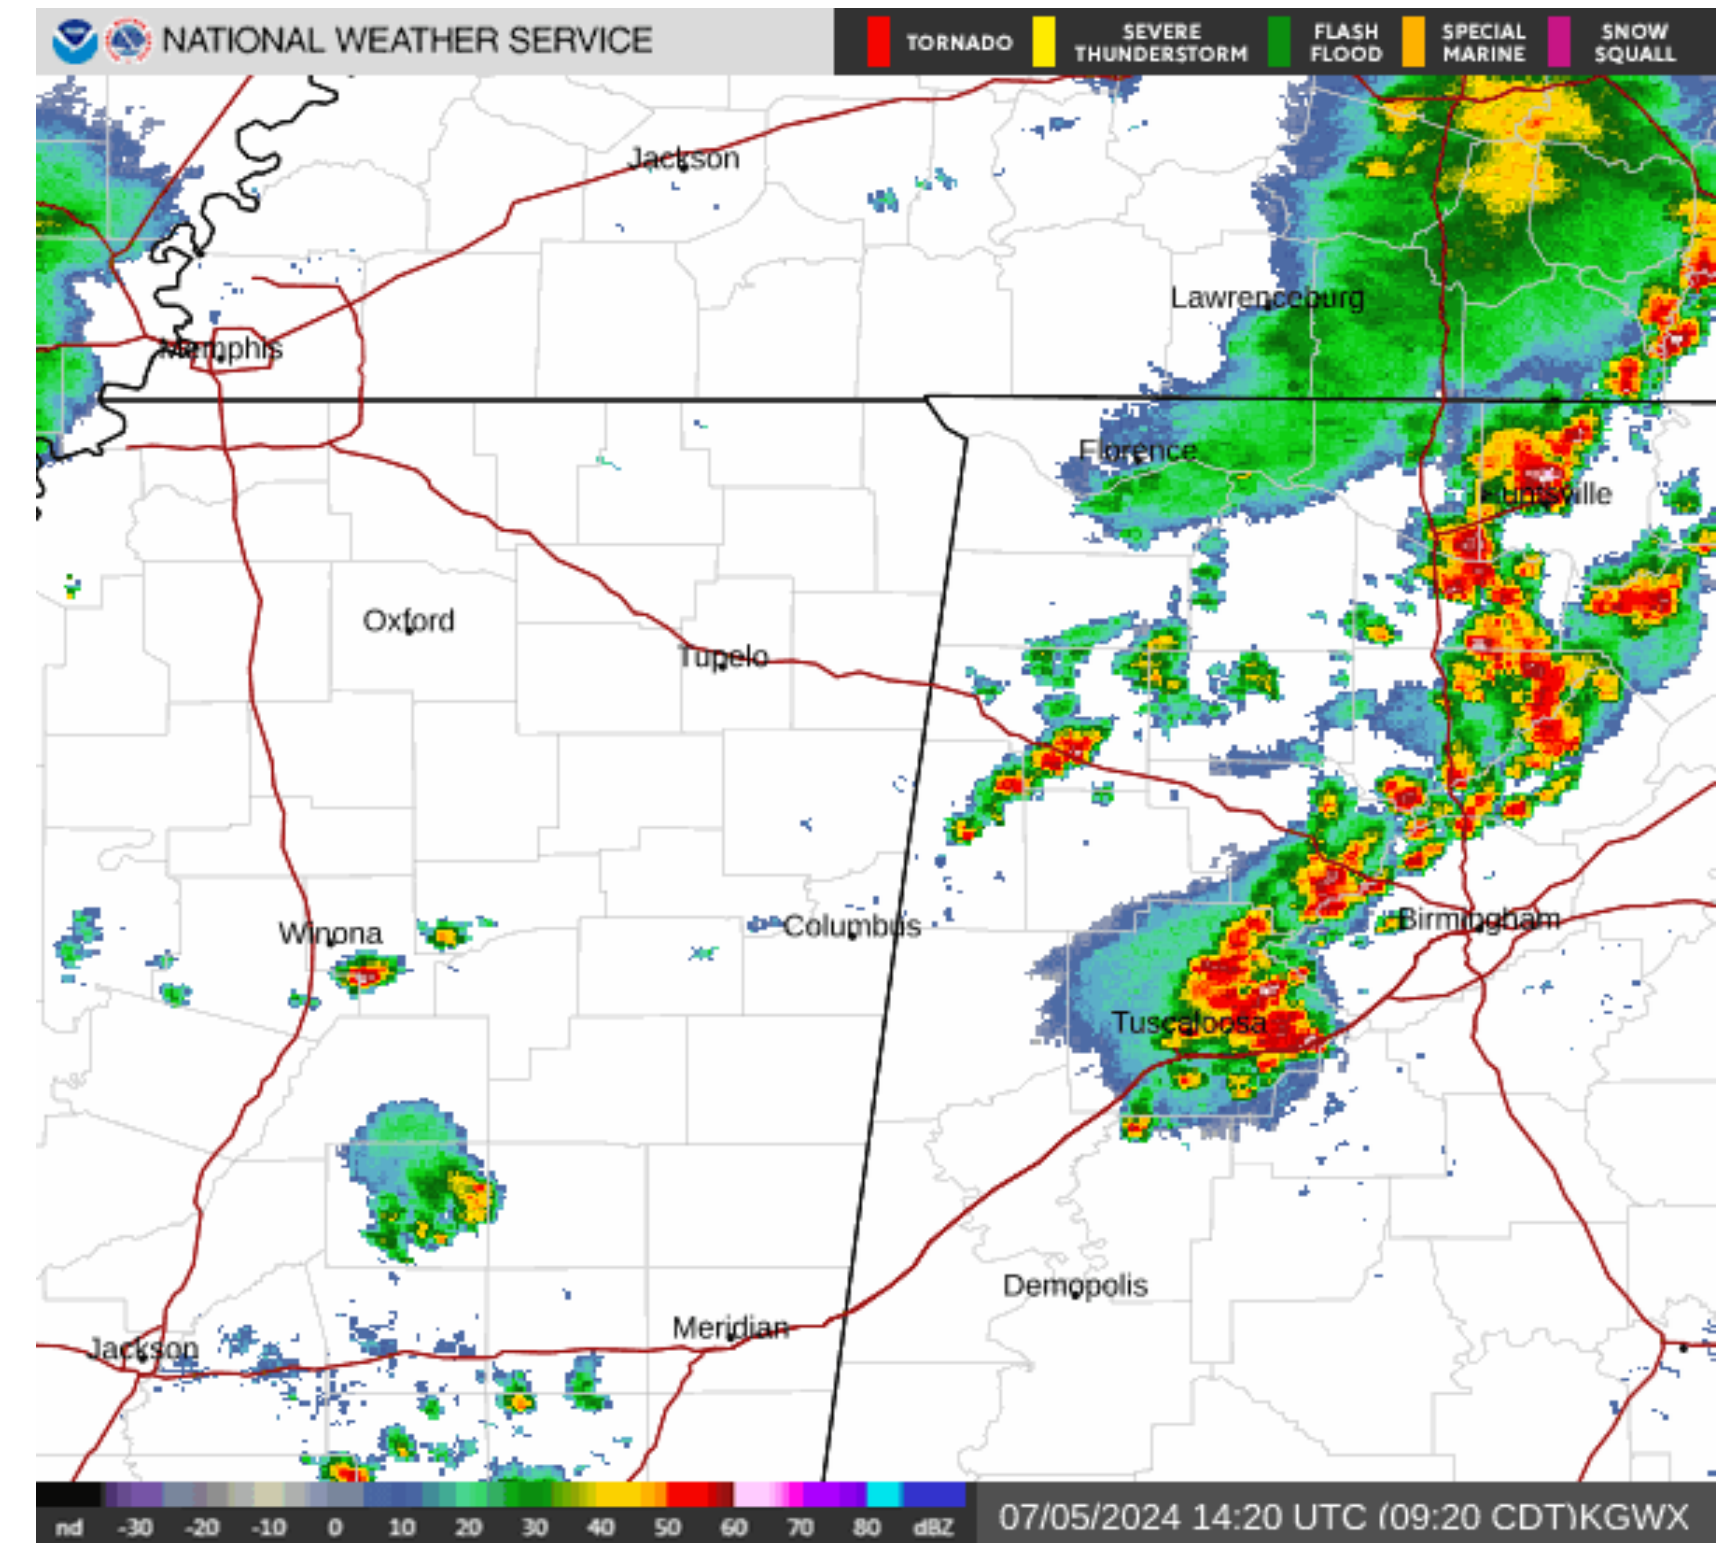 NATIONAL WEATHER SERVICE
TORNADO
SEVERE
THUNDERSTORM
FLASH
FLOOD
SPECIAL
MARINE
SNOW
SQUALL
Jackson
Lawrenceburg
Memphis
Florence
Huntsville
Oxford
Tupelo
Winona
Columbus
Birmingham
Tuscaloosa
Demopolis
Meridian
Jackson
nd -30 -20 -10 0 10 20 30 40 50 60 70 80 dBZ
07/05/2024 14:20 UTC (09:20 CDT)KGWX